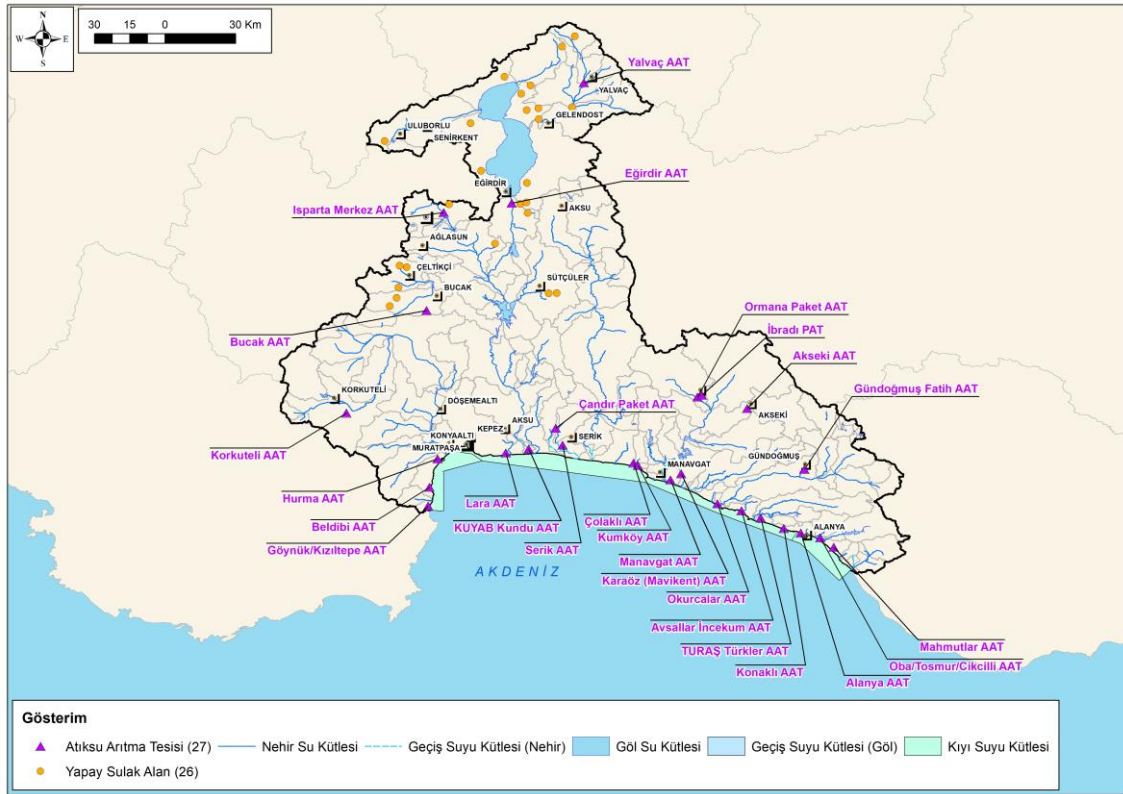 N
W E
S
30 15 0 30 Km
Yalvaç AAT
YALVAÇ
GELENDOST
ULUBORLU
SENİRKENT
EĞİRDİR
Eğirdir AAT
AKSU
Isparta Merkez AAT
AĞLASUN
ÇELTİKÇİ
SÜTÇÜLER
BUCAK
Bucak AAT
Ormana Paket AAT
İbradı PAT
Akseki AAT
Gündoğmuş Fatih AAT
KORKUTELİ
DÖŞEMEALTI
Çandır Paket AAT
AKSEKİ
AKSU
KEPEZ
KONYAALTI
SERİK
MURATPAŞA
GÜNDOĞMUŞ
Korkuteli AAT
MANAVGAT
Hurma AAT
Lara AAT
Çolaklı AAT
Beldibi AAT
KUYAB Kundu AAT
Kumköy AAT
ALANYA
Göynük/Kızıltepe AAT
Serik AAT
Manavgat AAT
AKDENİZ
Karaöz (Mavikent) AAT
Okurcalar AAT
Avsallar İncekum AAT
Mahmutlar AAT
TURAŞ Türkler AAT
Oba/Tosmur/Cikcilli AAT
Konaklı AAT
Alanya AAT
Gösterim
Atıksu Arıtma Tesisi (27) Nehir Su Kütlesi Geçiş Suyu Kütlesi (Nehir) Göl Su Kütlesi Geçiş Suyu Kütlesi (Göl) Kıyı Suyu Kütlesi
Yapay Sulak Alan (26)